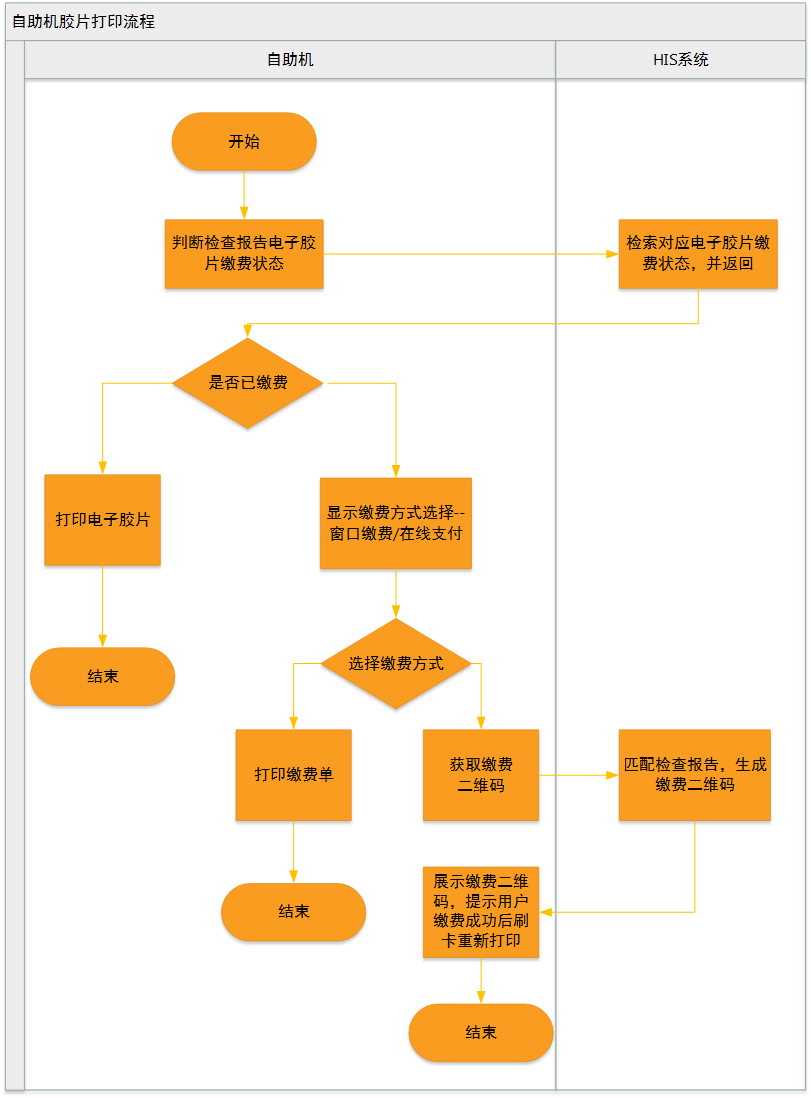 自助机胶片打印流程
自助机
HIS系统
开始
判断检查报告电子胶
片缴费状态
检索对应电子胶片缴
费状态，并返回
是否已缴费
打印电子胶片
显示缴费方式选择--
窗口缴费/在线支付
结束
选择缴费方式
打印缴费单
获取缴费
二维码
匹配检查报告，生成
缴费二维码
结束
展示缴费二维
码，提示用户
缴费成功后刷
卡重新打印
结束